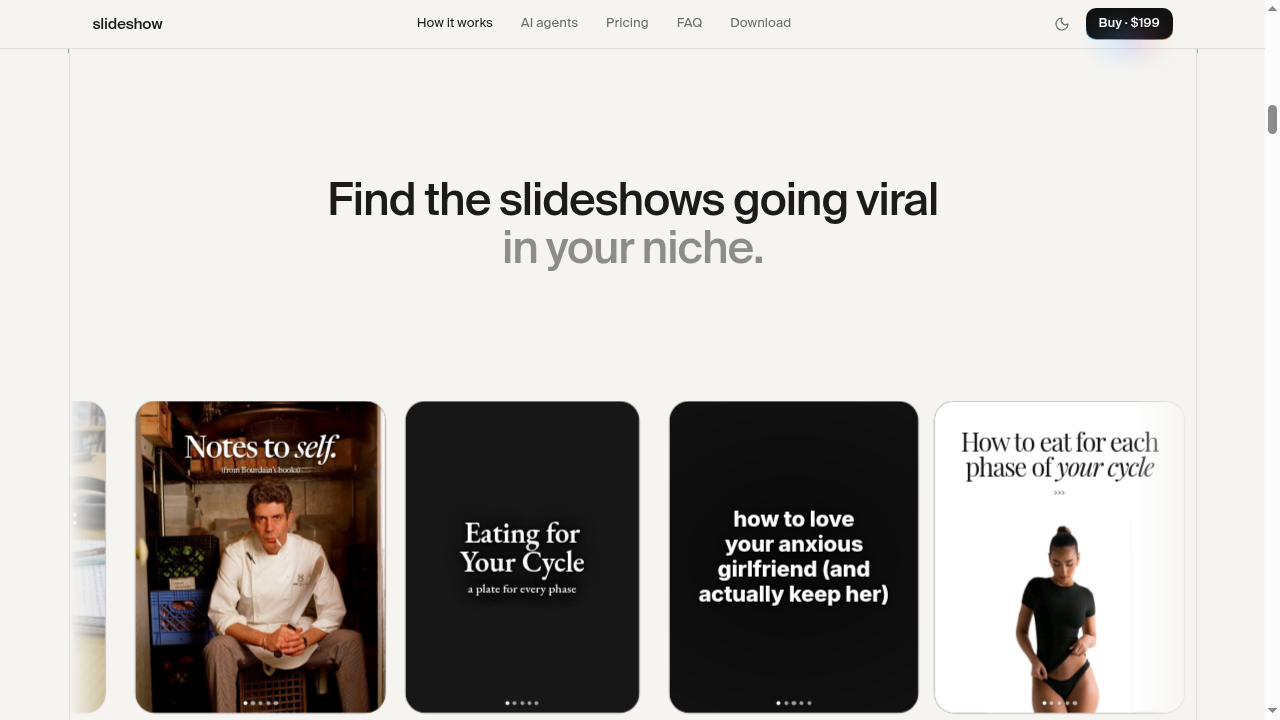 slideshow
How it works
AI agents
Pricing
FAQ
Download
Buy · $199
Find the slideshows going viral
in your niche.
Notes to self.
(from Bourdain's books)
Eating for
Your Cycle
a plate for every phase
how to love
your anxious
girlfriend (and
actually keep her)
How to eat for each
phase of your cycle
>>>